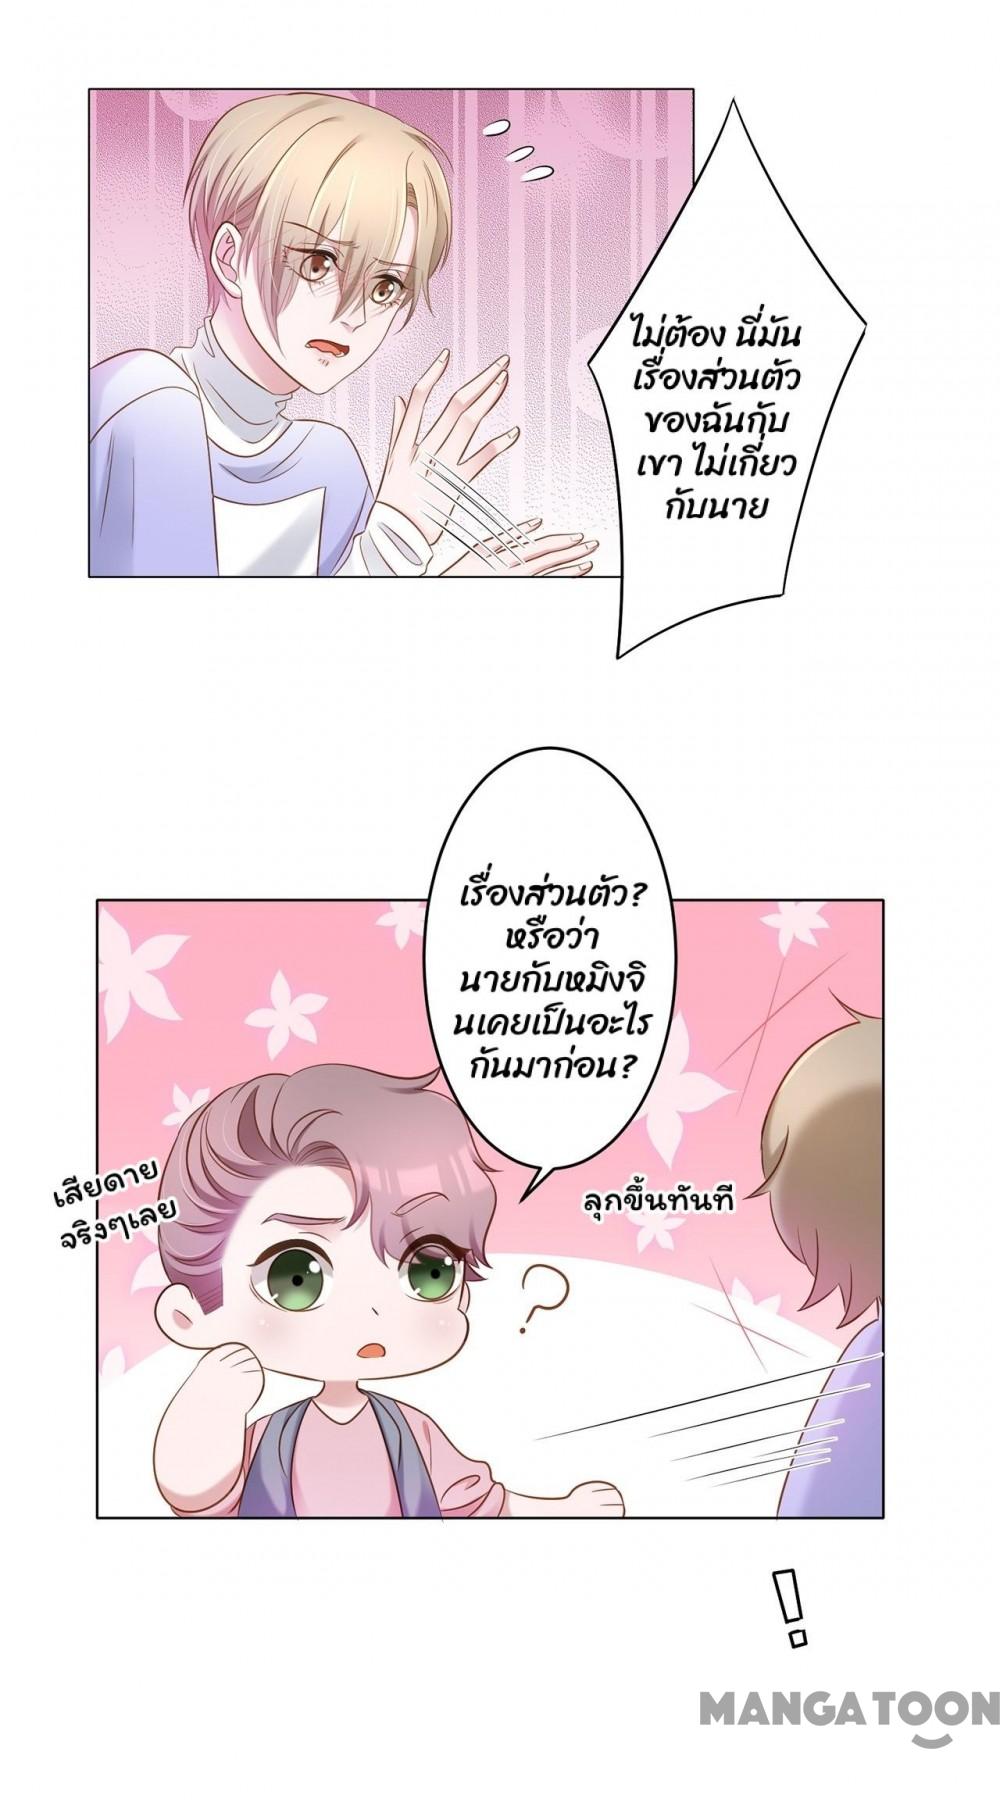 ไม่ต้อง นี่มัน
เรื่องส่วนตัว
ของฉันกับ
เขา ไม่เกี่ยว
กับนาย
เรื่องส่วนตัว?
หรือว่า
นายกับหมิงจิ
นเคยเป็นอะไร
กันมาก่อน?
เสียดาย
จริงๆเลย
ลุกขึ้นทันที
?
!
MANGATOON